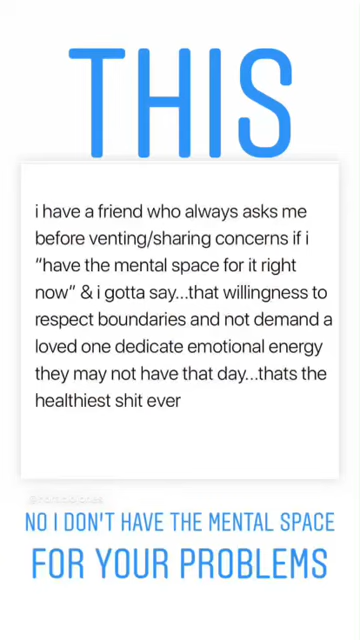 THIS
i have a friend who always asks me
before venting/sharing concerns if i
“have the mental space for it right
now” & i gotta say...that willingness to
respect boundaries and not demand a
loved one dedicate emotional energy
they may not have that day...thats the
healthiest shit ever
NO I DON'T HAVE THE MENTAL SPACE
FOR YOUR PROBLEMS